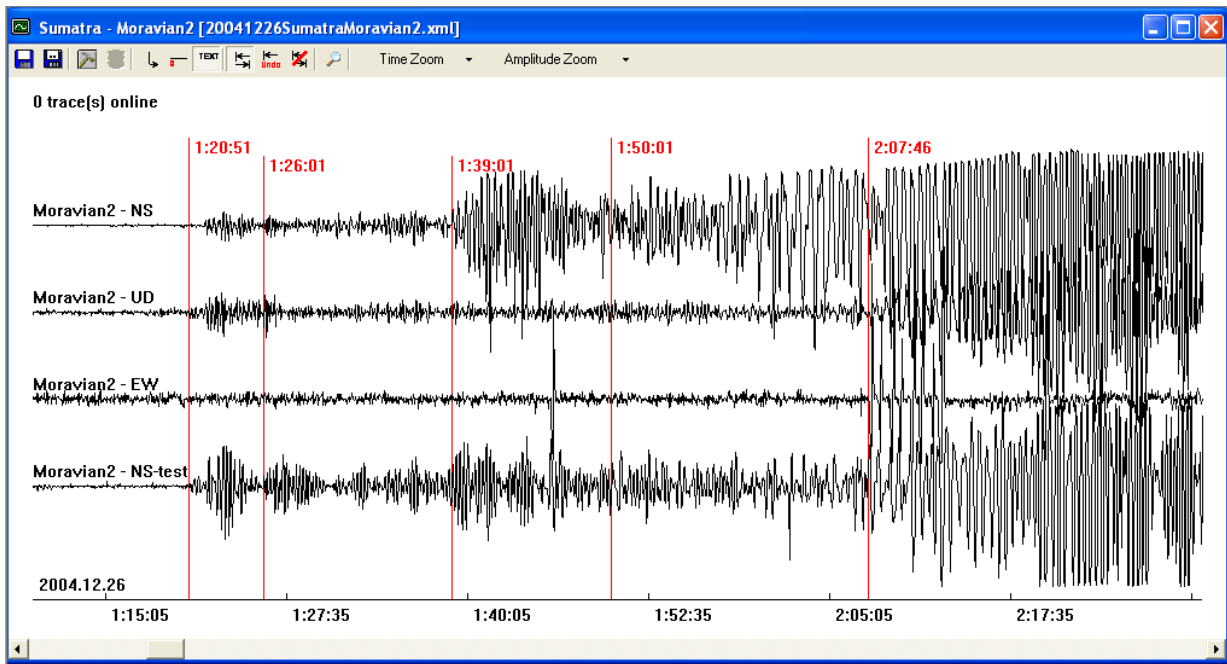 Sumatra - Moravian2 [20041226SumatraMoravian2.xml]
TEXT Undo Time Zoom Amplitude Zoom
0 trace(s) online
1:20:51
1:26:01
1:39:01
1:50:01
2:07:46
Moravian2 - NS
Moravian2 - UD
Moravian2 - EW
Moravian2 - NS-test
2004.12.26
1:15:05 1:27:35 1:40:05 1:52:35 2:05:05 2:17:35